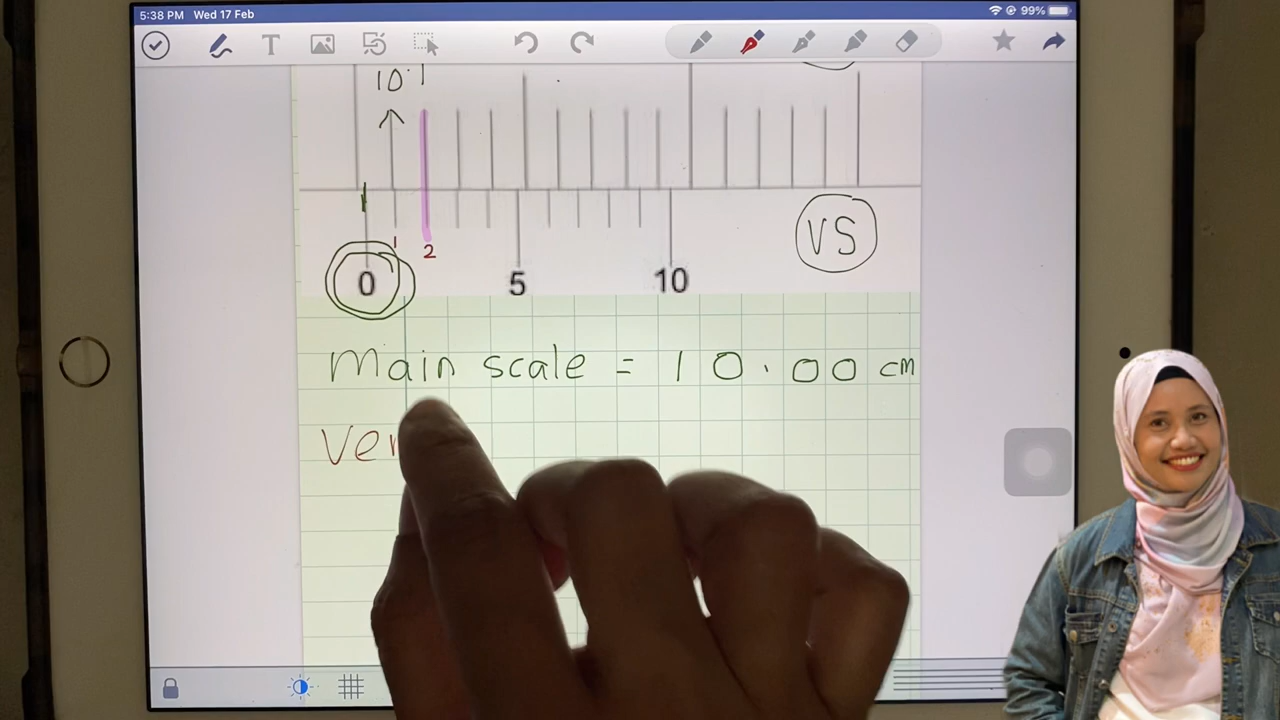 5:38 PM Wed 17 Feb 99%
T
10.1
1 2
VS
0 5 10
Main scale = 10.00 cm